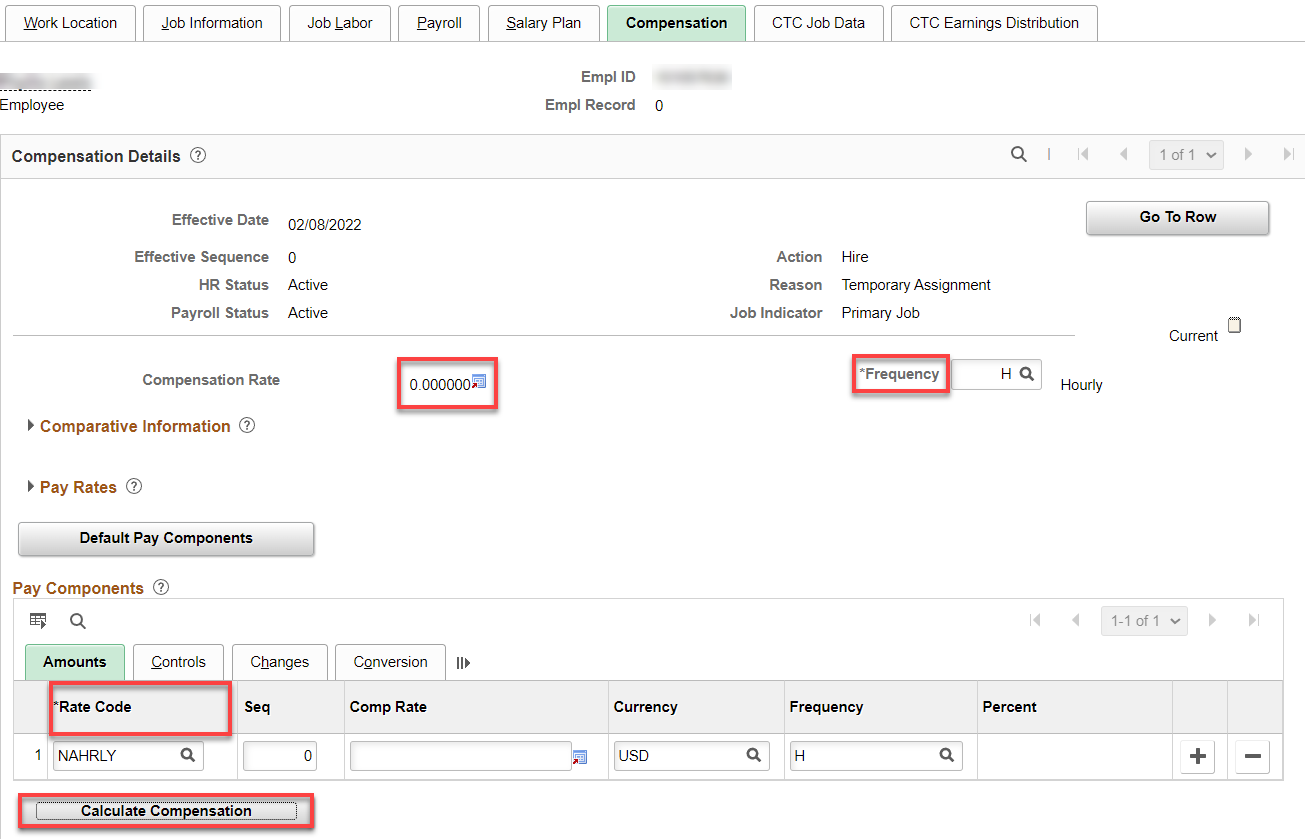 Work Location Job Information Job Labor Payroll Salary Plan Compensation CTC Job Data CTC Earnings Distribution
Empl ID
Employee Empl Record 0
Compensation Details ? 1 of 1
Effective Date 02/08/2022 Go To Row
Effective Sequence 0 Action Hire
HR Status Active Reason Temporary Assignment
Payroll Status Active Job Indicator Primary Job
Current
Compensation Rate 0.000000 *Frequency H Hourly
Comparative Information ?
Pay Rates ?
Default Pay Components
Pay Components ?
1-1 of 1
Amounts Controls Changes Conversion
*Rate Code Seq Comp Rate Currency Frequency Percent
1 NAHRLY 0 USD H
Calculate Compensation